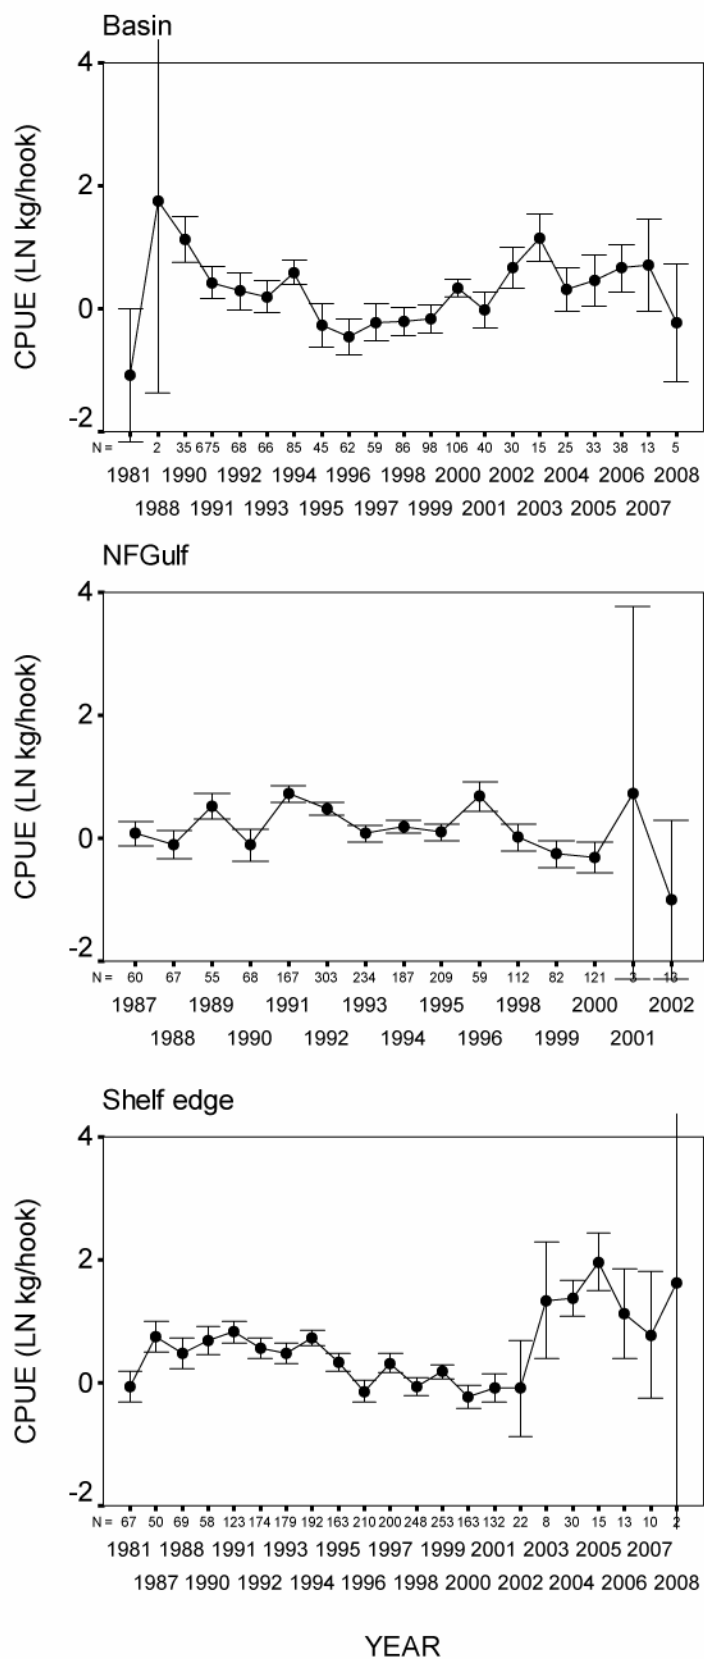 Basin
4
2
0
-2
CPUE (LN kg/hook)
N = 2 35 675 68 66 85 45 62 59 86 98 106 40 30 15 25 33 38 13 5
1981 1990 1992 1994 1996 1998 2000 2002 2004 2006 2008
1988 1991 1993 1995 1997 1999 2001 2003 2005 2007
NFGulf
4
2
0
-2
CPUE (LN kg/hook)
N = 60 67 55 68 167 303 234 187 209 59 112 82 121 3 13
1987 1989 1991 1993 1995 1998 2000 2002
1988 1990 1992 1994 1996 1999 2001
Shelf edge
4
2
0
-2
CPUE (LN kg/hook)
N = 67 50 69 58 123 174 179 192 163 210 200 248 253 163 132 22 8 30 15 13 10 2
1981 1988 1991 1993 1995 1997 1999 2001 2003 2005 2007
1987 1990 1992 1994 1996 1998 2000 2002 2004 2006 2008
YEAR